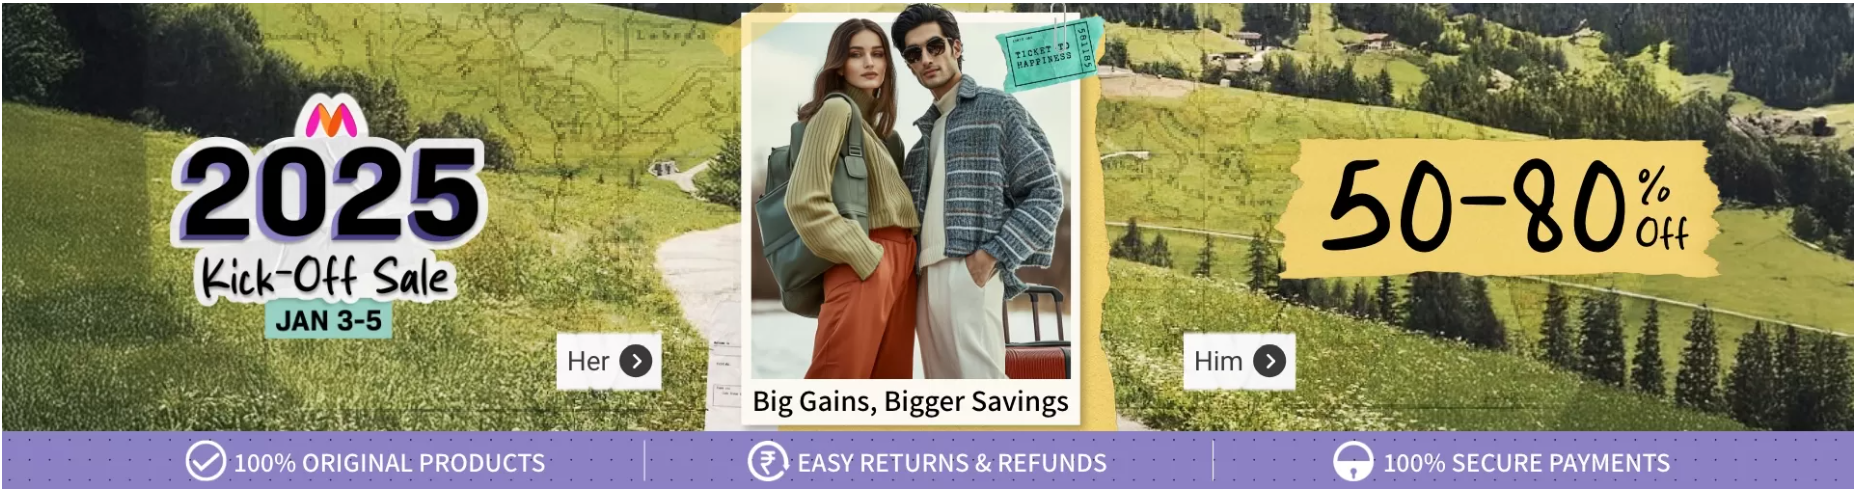 2025
Kick-Off Sale
JAN 3-5
Her
TICKET TO
HAPPINESS
581185
Big Gains, Bigger Savings
Him
50-80%
Off
100% ORIGINAL PRODUCTS
EASY RETURNS & REFUNDS
100% SECURE PAYMENTS